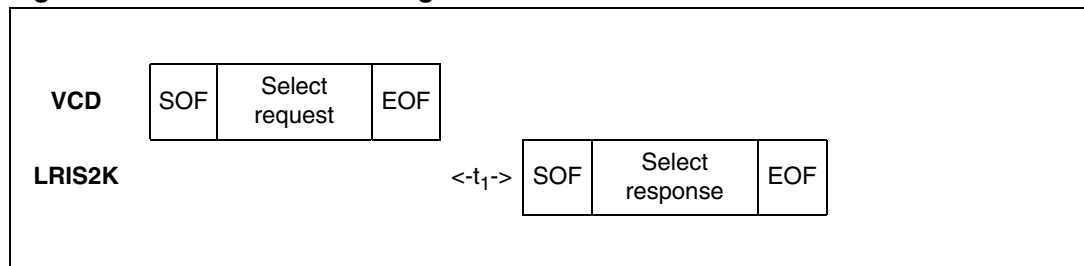 VCD SOF Select request EOF
LRIS2K <-t₁-> SOF Select response EOF